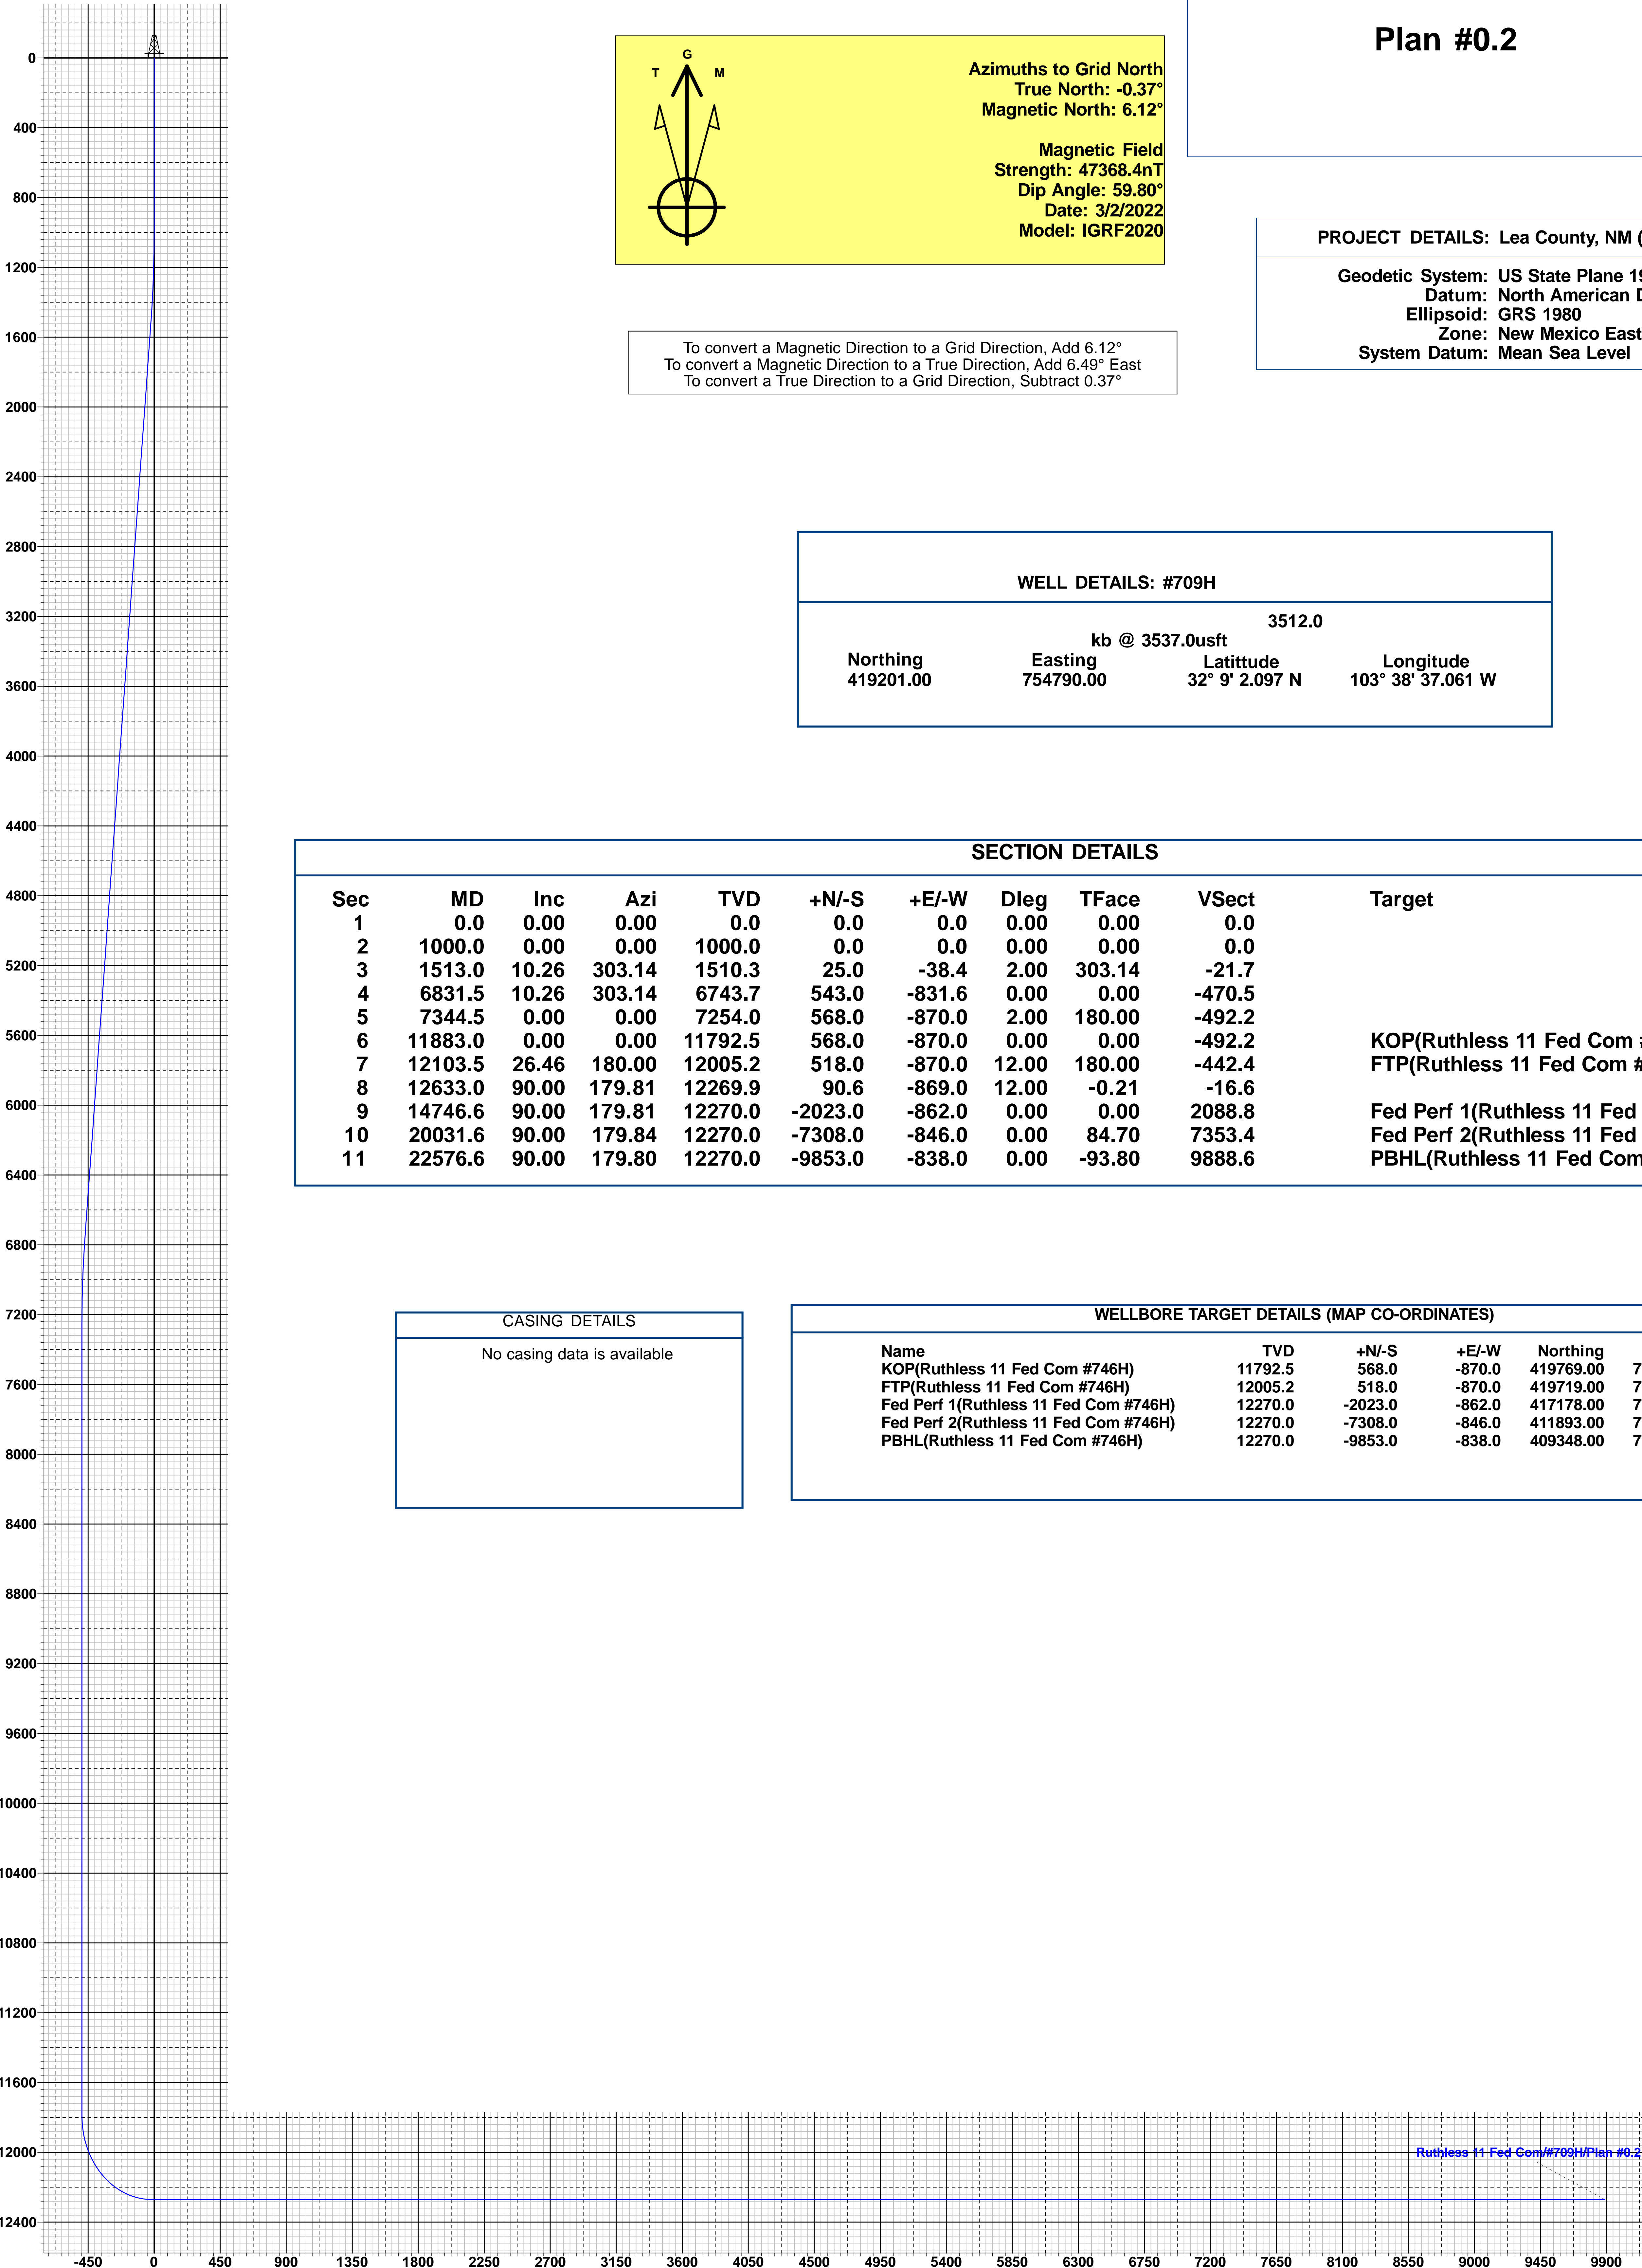 Plan #0.2
G
T M
Azimuths to Grid North
True North: -0.37°
Magnetic North: 6.12°
Magnetic Field
Strength: 47368.4nT
Dip Angle: 59.80°
Date: 3/2/2022
Model: IGRF2020
PROJECT DETAILS: Lea County, NM (
Geodetic System: US State Plane
Datum: North American
Ellipsoid: GRS 1980
Zone: New Mexico East
System Datum: Mean Sea Level
To convert a Magnetic Direction to a Grid Direction, Add 6.12°
To convert a Magnetic Direction to a True Direction, Add 6.49° East
To convert a True Direction to a Grid Direction, Subtract 0.37°
WELL DETAILS: #709H
3512.0
kb @ 3537.0usft
Northing Easting Latittude Longitude
419201.00 754790.00 32° 9' 2.097 N 103° 38' 37.061 W
SECTION DETAILS
Sec MD Inc Azi TVD +N/-S +E/-W Dleg TFace VSect Target
1 0.0 0.00 0.00 0.0 0.0 0.0 0.00 0.00 0.0
2 1000.0 0.00 0.00 1000.0 0.0 0.0 0.00 0.00 0.0
3 1513.0 10.26 303.14 1510.3 25.0 -38.4 2.00 303.14 -21.7
4 6831.5 10.26 303.14 6743.7 543.0 -831.6 0.00 0.00 -470.5
5 7344.5 0.00 0.00 7254.0 568.0 -870.0 2.00 180.00 -492.2
6 11883.0 0.00 0.00 11792.5 568.0 -870.0 0.00 0.00 -492.2 KOP(Ruthless 11 Fed Com
7 12103.5 26.46 180.00 12005.2 518.0 -870.0 12.00 180.00 -442.4 FTP(Ruthless 11 Fed Com #
8 12633.0 90.00 179.81 12269.9 90.6 -869.0 12.00 -0.21 -16.6
9 14746.6 90.00 179.81 12270.0 -2023.0 -862.0 0.00 0.00 2088.8 Fed Perf 1(Ruthless 11 Fed
10 20031.6 90.00 179.84 12270.0 -7308.0 -846.0 0.00 84.70 7353.4 Fed Perf 2(Ruthless 11 Fed
11 22576.6 90.00 179.80 12270.0 -9853.0 -838.0 0.00 -93.80 9888.6 PBHL(Ruthless 11 Fed Com
CASING DETAILS
No casing data is available
WELLBORE TARGET DETAILS (MAP CO-ORDINATES)
Name TVD +N/-S +E/-W Northing
KOP(Ruthless 11 Fed Com #746H) 11792.5 568.0 -870.0 419769.00 7
FTP(Ruthless 11 Fed Com #746H) 12005.2 518.0 -870.0 419719.00 7
Fed Perf 1(Ruthless 11 Fed Com #746H) 12270.0 -2023.0 -862.0 417178.00 7
Fed Perf 2(Ruthless 11 Fed Com #746H) 12270.0 -7308.0 -846.0 411893.00 7
PBHL(Ruthless 11 Fed Com #746H) 12270.0 -9853.0 -838.0 409348.00 7
0
400
800
1200
1600
2000
2400
2800
3200
3600
4000
4400
4800
5200
5600
6000
6400
6800
7200
7600
8000
8400
8800
9200
9600
10000
10400
10800
11200
11600
12000
12400
Ruthless 11 Fed Com/#709H/Plan #0.2
-450 0 450 900 1350 1800 2250 2700 3150 3600 4050 4500 4950 5400 5850 6300 6750 7200 7650 8100 8550 9000 9450 9900